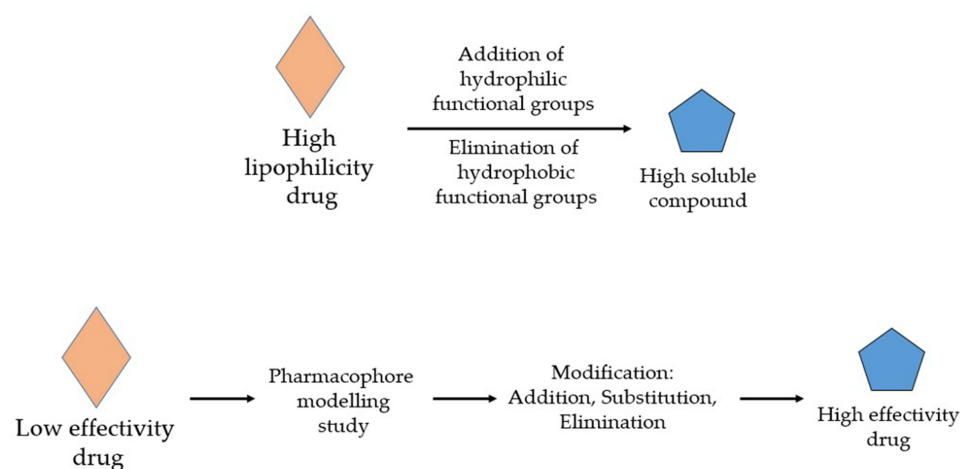 High
lipophilicity
drug
Addition of
hydrophilic
functional groups
Elimination of
hydrophobic
functional groups
High soluble
compound
Low effectivity
drug
Pharmacophore
modelling
study
Modification:
Addition, Substitution,
Elimination
High effectivity
drug